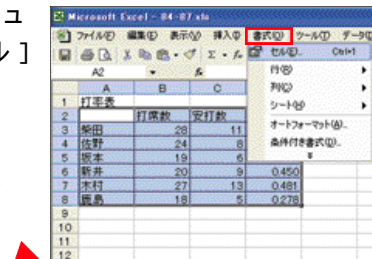 ュ
ル ]
Microsoft Excel - 84-87.xls
ファイル(F) 編集(E) 表示(V) 挿入(I) 書式(O) ツール(T) データ(D)
セル(E)... Ctrl+1
行(R)
列(C)
シート(H)
オートフォーマット(A)...
条件付き書式(D)...
A2
A B C
1 打率表
2 打席数 安打数
3 柴田 28 11
4 佐野 24 8
5 坂本 19 6
6 新井 20 9 0.450
7 木村 27 13 0.481
8 鹿島 18 5 0.278
9
10
11
12